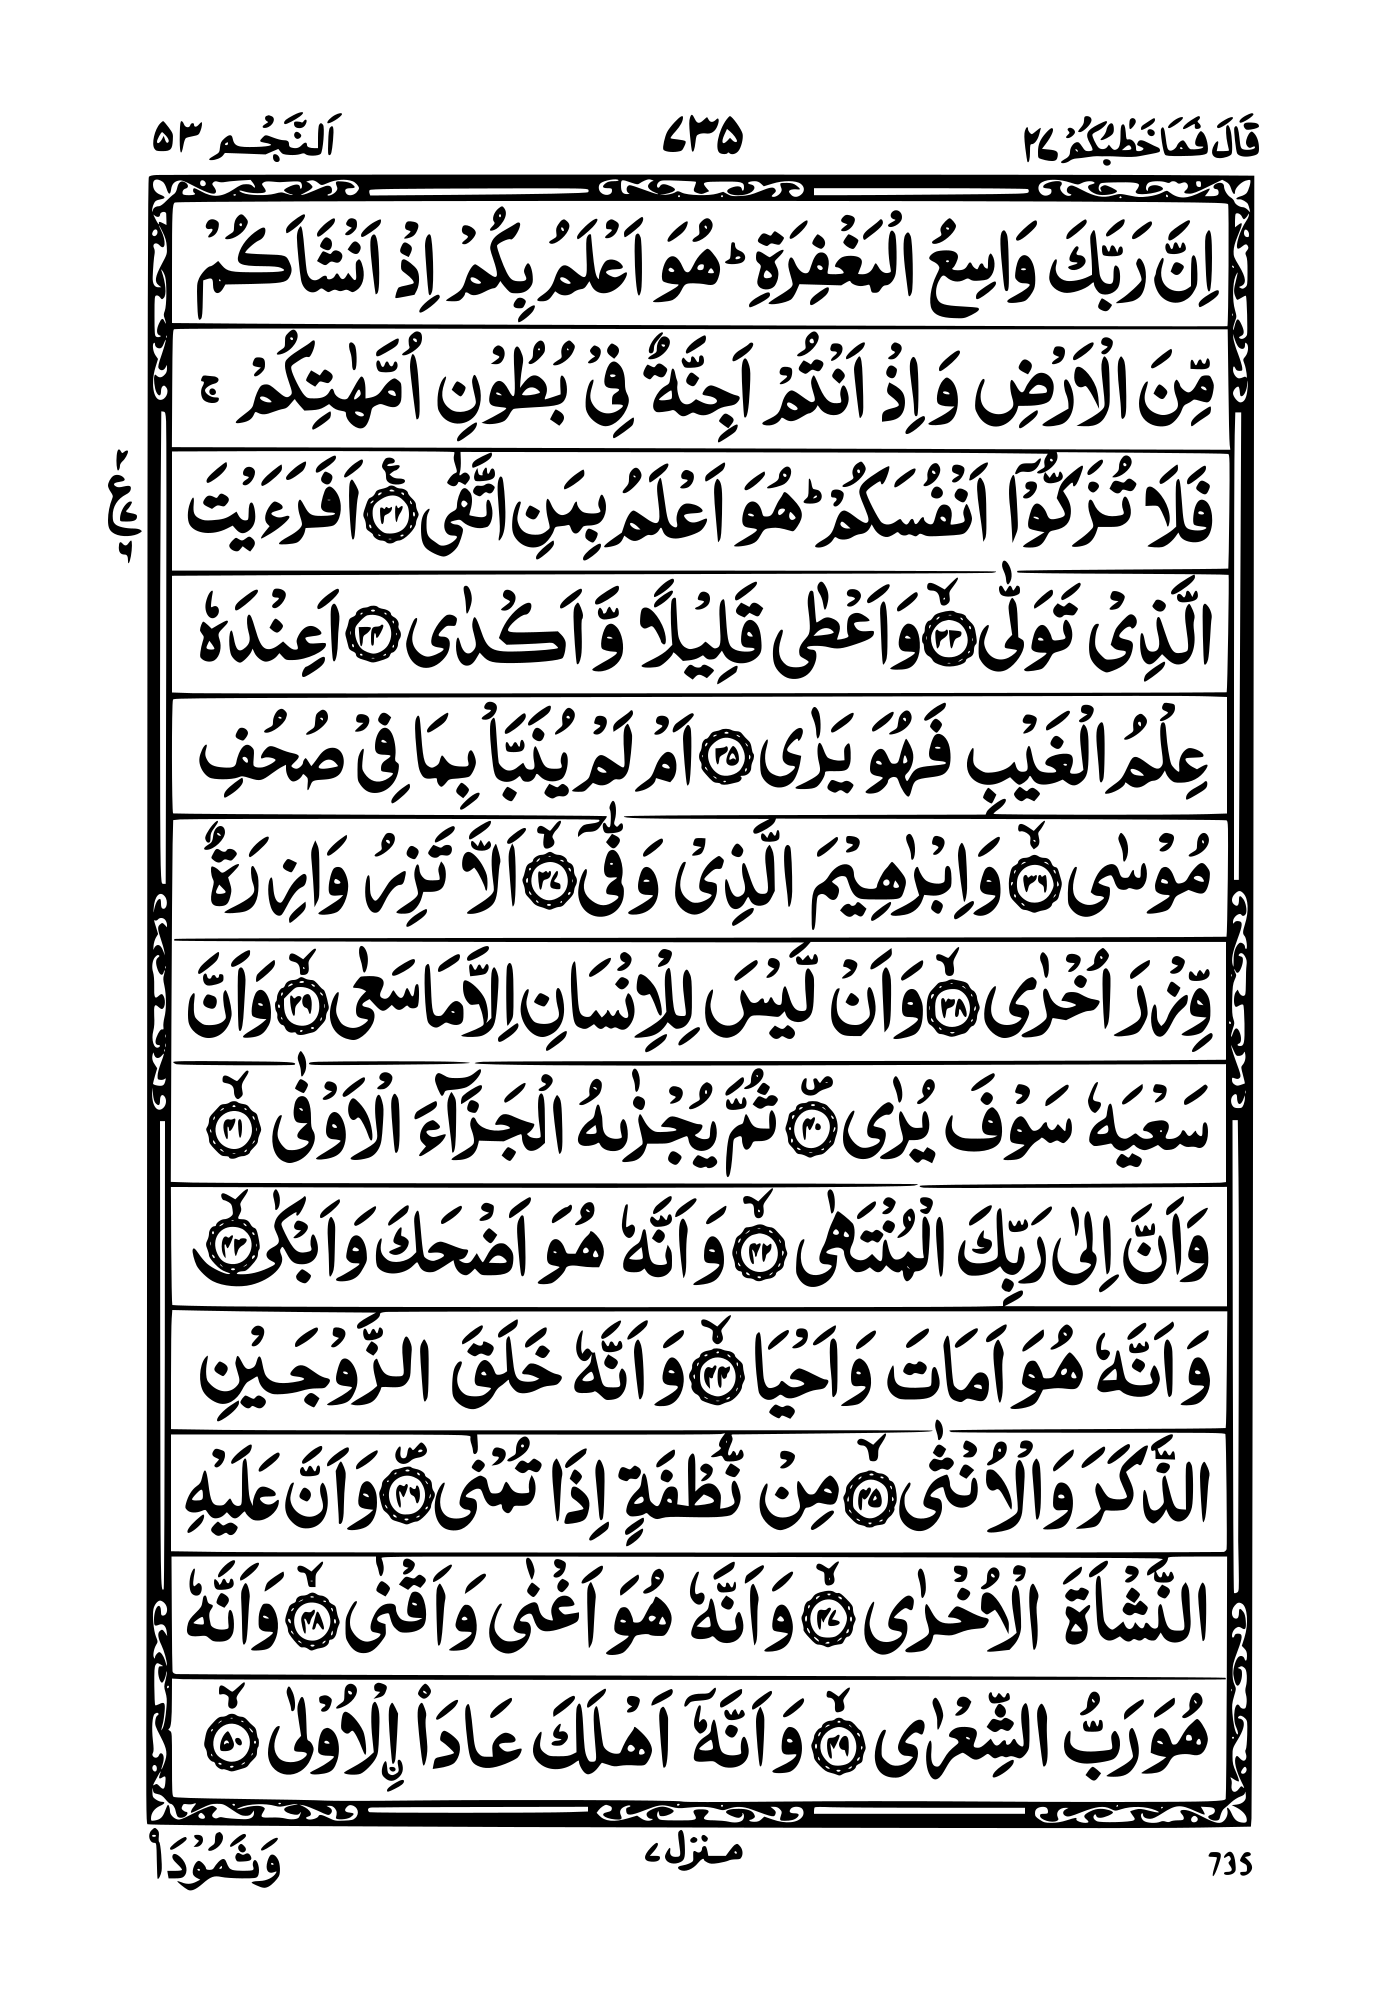 قَالَ فَمَا خَطْبُكُمْ ٢٧
٧٣٥
اَلنَّجْم ٥٣
اِنَّ رَبَّكَ وَاسِعُ الْمَغْفِرَةِ ؕ هُوَ اَعْلَمُ بِكُمْ اِذْ اَنْشَاَكُمْ
مِّنَ الْاَرْضِ وَ اِذْ اَنْتُمْ اَجِنَّةٌ فِيْ بُطُوْنِ اُمَّهٰتِكُمْ ۚ
فَلَا تُزَكُّوْۤا اَنْفُسَكُمْ ؕ هُوَ اَعْلَمُ بِمَنِ اتَّقٰى ﴿٣٢﴾ اَفَرَءَيْتَ
الَّذِيْ تَوَلّٰى ﴿٣٣﴾ وَ اَعْطٰى قَلِيْلًا وَّ اَكْدٰى ﴿٣٤﴾ اَعِنْدَهٗ
عِلْمُ الْغَيْبِ فَهُوَ يَرٰى ﴿٣٥﴾ اَمْ لَمْ يُنَبَّاْ بِمَا فِيْ صُحُفِ
مُوْسٰى ﴿٣٦﴾ وَ اِبْرٰهِيْمَ الَّذِيْ وَفّٰىۤ ﴿٣٧﴾ اَلَّا تَزِرُ وَازِرَةٌ
وِّزْرَ اُخْرٰى ﴿٣٨﴾ وَ اَنْ لَّيْسَ لِلْاِنْسَانِ اِلَّا مَا سَعٰى ﴿٣٩﴾ وَ اَنَّ
سَعْيَهٗ سَوْفَ يُرٰى ﴿٤٠﴾ ثُمَّ يُجْزٰىهُ الْجَزَآءَ الْاَوْفٰى ﴿٤١﴾
وَ اَنَّ اِلٰى رَبِّكَ الْمُنْتَهٰى ﴿٤٢﴾ وَ اَنَّهٗ هُوَ اَضْحَكَ وَ اَبْكٰى ﴿٤٣﴾
وَ اَنَّهٗ هُوَ اَمَاتَ وَ اَحْيَا ﴿٤٤﴾ وَ اَنَّهٗ خَلَقَ الزَّوْجَيْنِ
الذَّكَرَ وَ الْاُنْثٰى ﴿٤٥﴾ مِنْ نُّطْفَةٍ اِذَا تُمْنٰى ﴿٤٦﴾ وَ اَنَّ عَلَيْهِ
النَّشْاَةَ الْاُخْرٰى ﴿٤٧﴾ وَ اَنَّهٗ هُوَ اَغْنٰى وَ اَقْنٰى ﴿٤٨﴾ وَ اَنَّهٗ
هُوَ رَبُّ الشِّعْرٰى ﴿٤٩﴾ وَ اَنَّهٗۤ اَهْلَكَ عَادَا۟ اِ۟لْاُوْلٰى ﴿٥٠﴾
٢
ع
٧
٦
735
منزل ٧
وَثَمُوْدَا۟